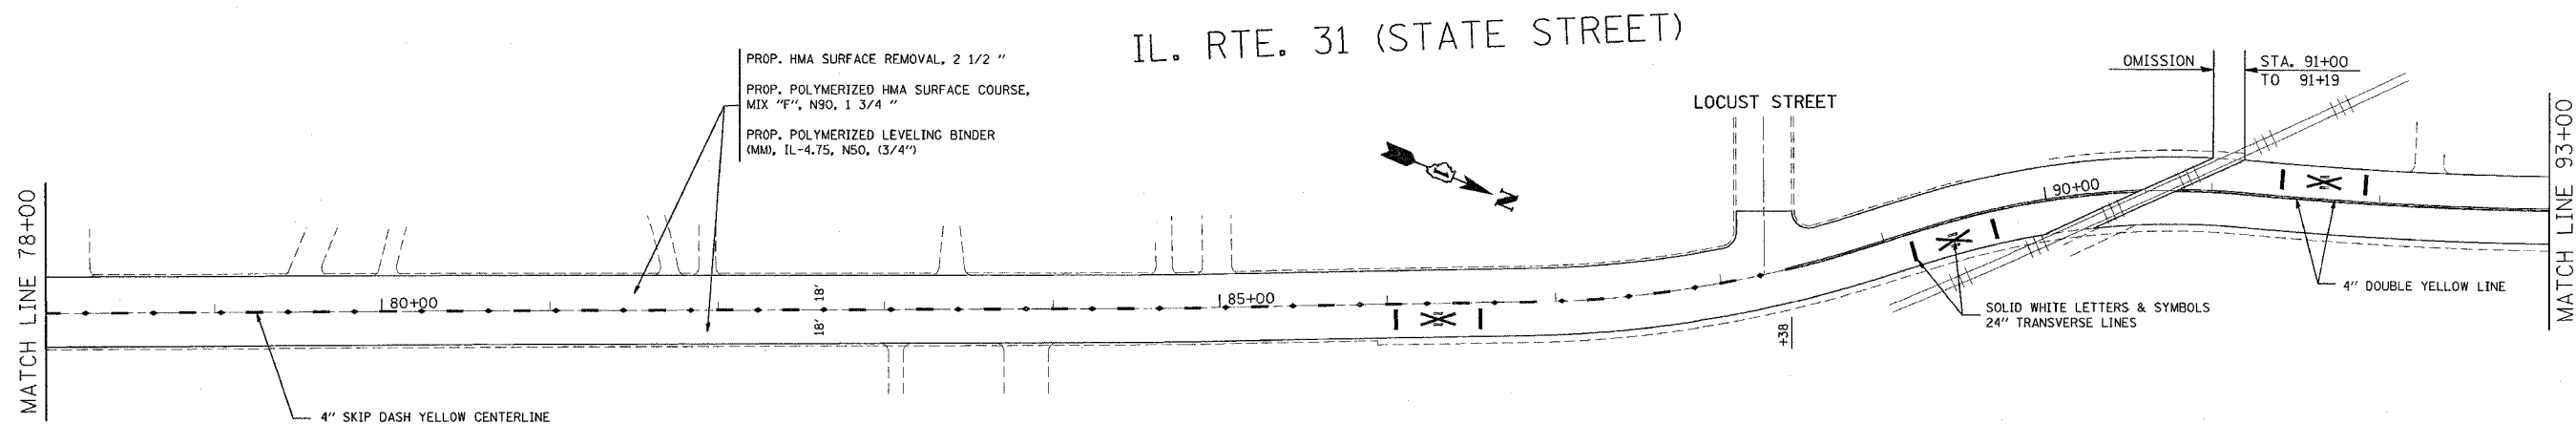 IL. RTE. 31 (STATE STREET)
PROP. HMA SURFACE REMOVAL, 2 1/2 "
PROP. POLYMERIZED HMA SURFACE COURSE,
MIX "F", N90, 1 3/4 "
PROP. POLYMERIZED LEVELING BINDER
(MM), IL-4.75, N50, (3/4")
OMISSION
STA. 91+00
TO 91+19
LOCUST STREET
N
MATCH LINE 78+00
MATCH LINE 93+00
80+00
18'
18'
85+00
90+00
+38
SOLID WHITE LETTERS & SYMBOLS
24" TRANSVERSE LINES
4" DOUBLE YELLOW LINE
4" SKIP DASH YELLOW CENTERLINE